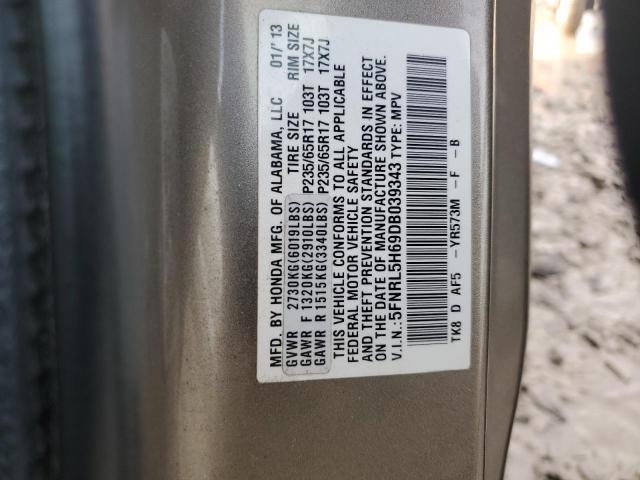 MFD. BY HONDA MFG. OF ALABAMA, LLC 01/'13
GVWR 2730KG(6019LBS) TIRE SIZE RIM SIZE
GAWR F 1320KG(2910LBS) P235/65R17 103T 17X7J
GAWR R 1515KG(3340LBS) P235/65R17 103T 17X7J
THIS VEHICLE CONFORMS TO ALL APPLICABLE
FEDERAL MOTOR VEHICLE SAFETY
AND THEFT PREVENTION STANDARDS IN EFFECT
ON THE DATE OF MANUFACTURE SHOWN ABOVE.
V.I.N.:5FNRL5H69DB039343 TYPE: MPV
TK8 D AF5 -YR573M -F -B